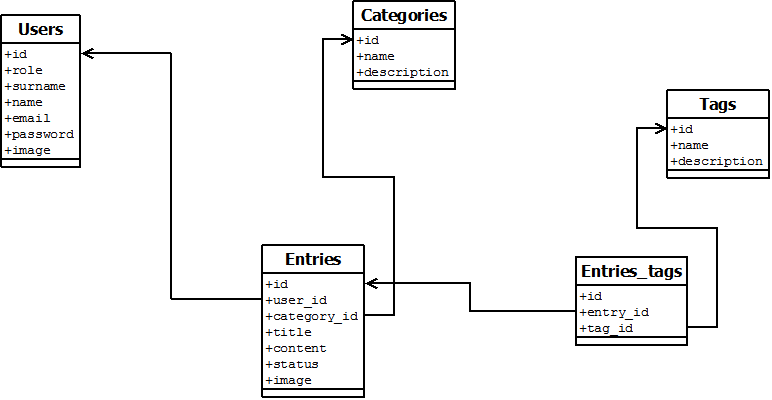 Users
+id
+role
+surname
+name
+email
+password
+image
Categories
+id
+name
+description
Tags
+id
+name
+description
Entries
+id
+user_id
+category_id
+title
+content
+status
+image
Entries_tags
+id
+entry_id
+tag_id